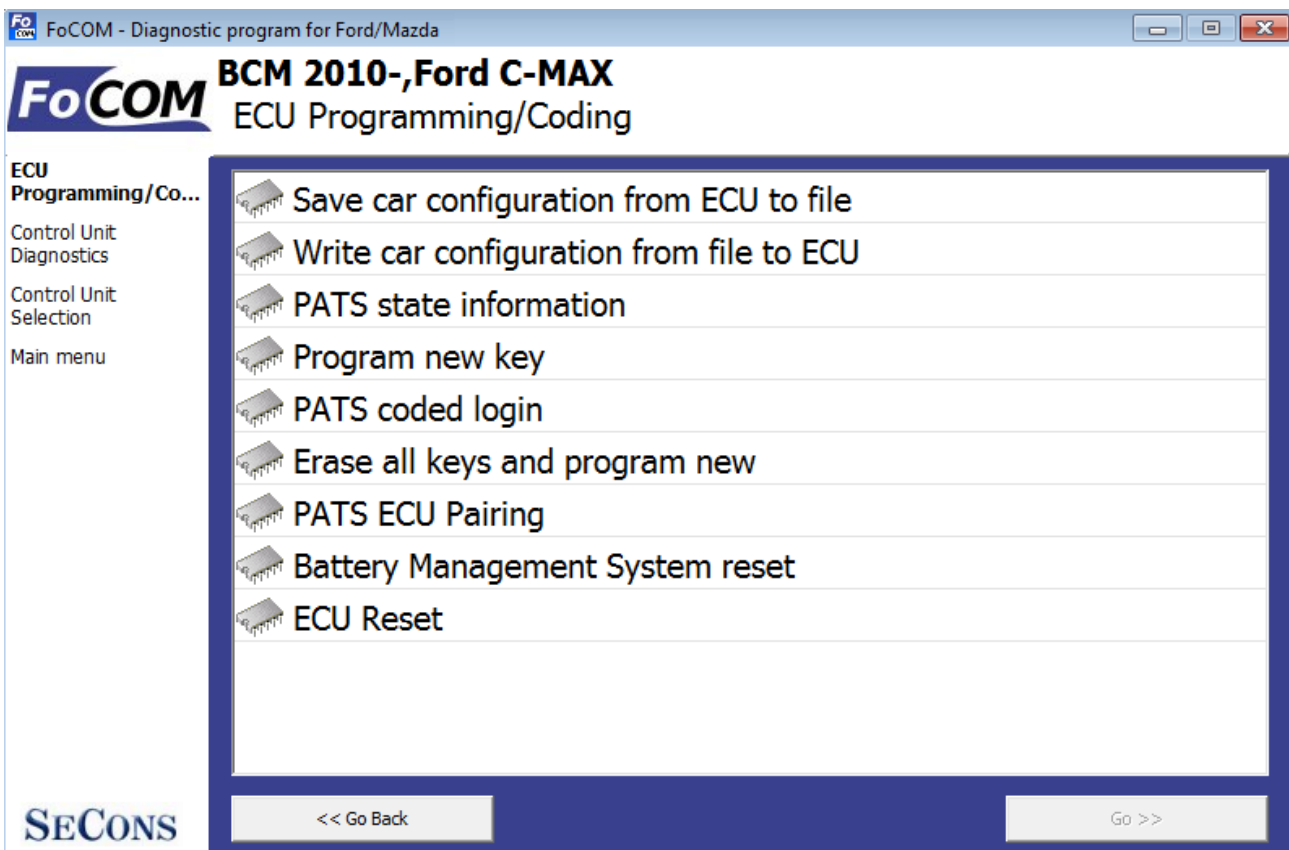 Fo COM
FoCOM - Diagnostic program for Ford/Mazda
FoCOM
BCM 2010-,Ford C-MAX
ECU Programming/Coding
ECU
Programming/Co...
Control Unit
Diagnostics
Control Unit
Selection
Main menu
Save car configuration from ECU to file
Write car configuration from file to ECU
PATS state information
Program new key
PATS coded login
Erase all keys and program new
PATS ECU Pairing
Battery Management System reset
ECU Reset
SECONS
<< Go Back
Go >>